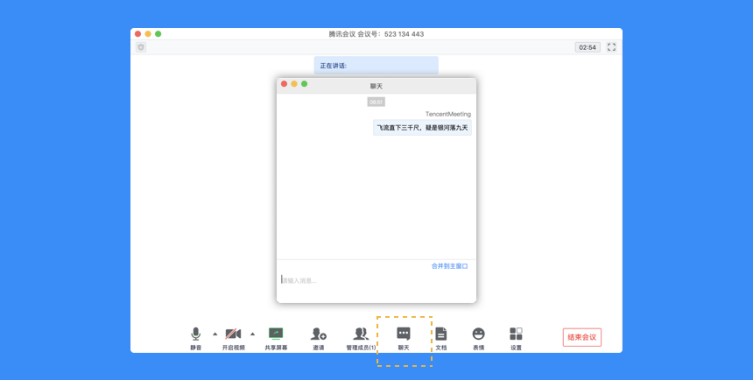 腾讯会议 会议号：523 134 443
02:54
正在讲话:
聊天
TencentMeeting
飞流直下三千尺，疑是银河落九天
合并到主窗口
请输入消息...
静音
开启视频
共享屏幕
邀请
管理成员(1)
聊天
文档
表情
设置
结束会议